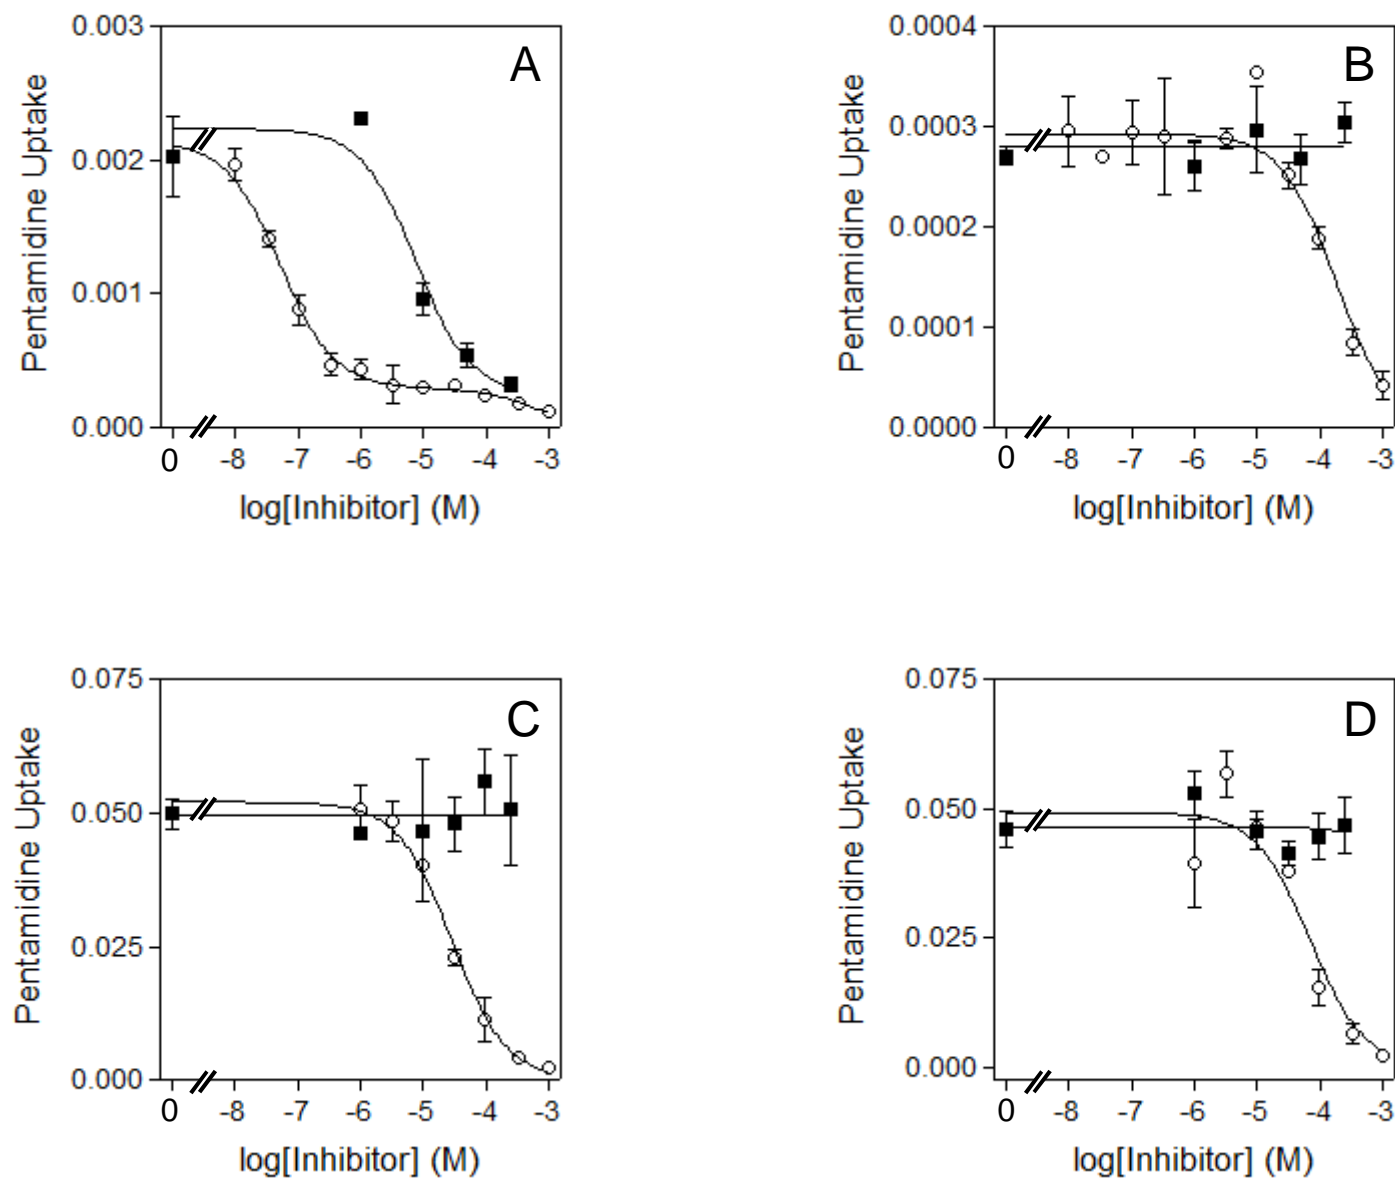 A
Pentamidine Uptake
0.003
0.002
0.001
0.000
0 -8 -7 -6 -5 -4 -3
log[Inhibitor] (M)
B
Pentamidine Uptake
0.0004
0.0003
0.0002
0.0001
0.0000
0 -8 -7 -6 -5 -4 -3
log[Inhibitor] (M)
C
Pentamidine Uptake
0.075
0.050
0.025
0.000
0 -8 -7 -6 -5 -4 -3
log[Inhibitor] (M)
D
Pentamidine Uptake
0.075
0.050
0.025
0.000
0 -8 -7 -6 -5 -4 -3
log[Inhibitor] (M)